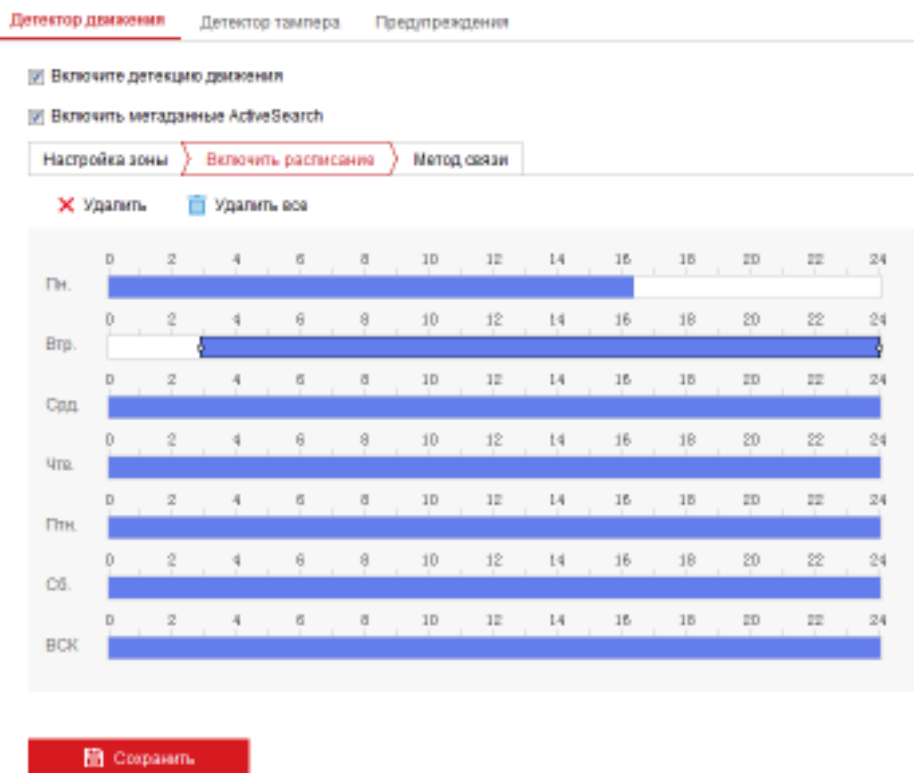 Детектор движения Детектор тампера Предупреждения
Включите детекцию движения
Включить метаданные ActiveSearch
Настройка зоны Включить расписание Метод связи
Удалить Удалить все
0 2 4 6 8 10 12 14 16 18 20 22 24
Пн.
0 2 4 6 8 10 12 14 16 18 20 22 24
Втр.
0 2 4 6 8 10 12 14 16 18 20 22 24
Срд.
0 2 4 6 8 10 12 14 16 18 20 22 24
Чтв.
0 2 4 6 8 10 12 14 16 18 20 22 24
Птн.
0 2 4 6 8 10 12 14 16 18 20 22 24
Сб.
0 2 4 6 8 10 12 14 16 18 20 22 24
ВСК
Сохранить